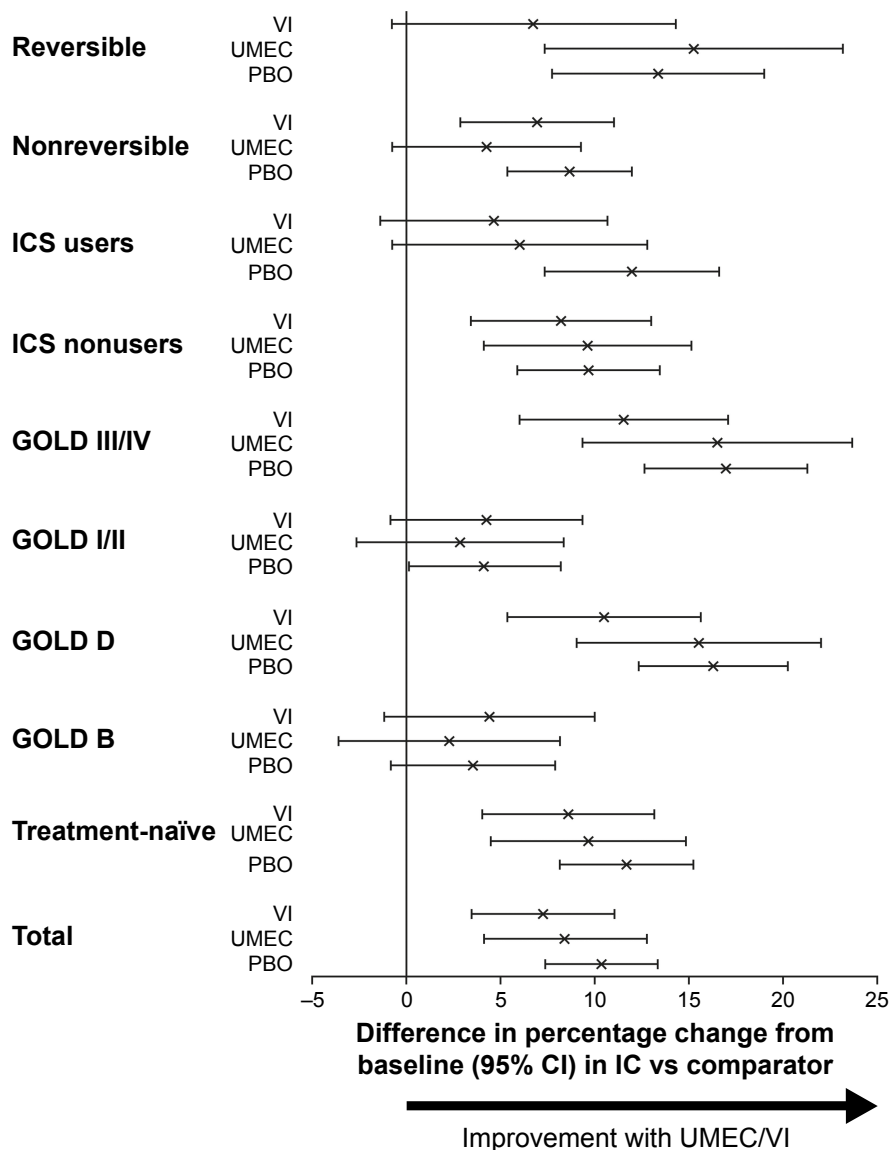 VI
Reversible UMEC
PBO
VI
Nonreversible UMEC
PBO
VI
ICS users UMEC
PBO
VI
ICS nonusers UMEC
PBO
VI
GOLD III/IV UMEC
PBO
VI
GOLD I/II UMEC
PBO
VI
GOLD D UMEC
PBO
VI
GOLD B UMEC
PBO
VI
Treatment-naïve UMEC
PBO
VI
Total UMEC
PBO
–5 0 5 10 15 20 25
Difference in percentage change from
baseline (95% CI) in IC vs comparator
Improvement with UMEC/VI